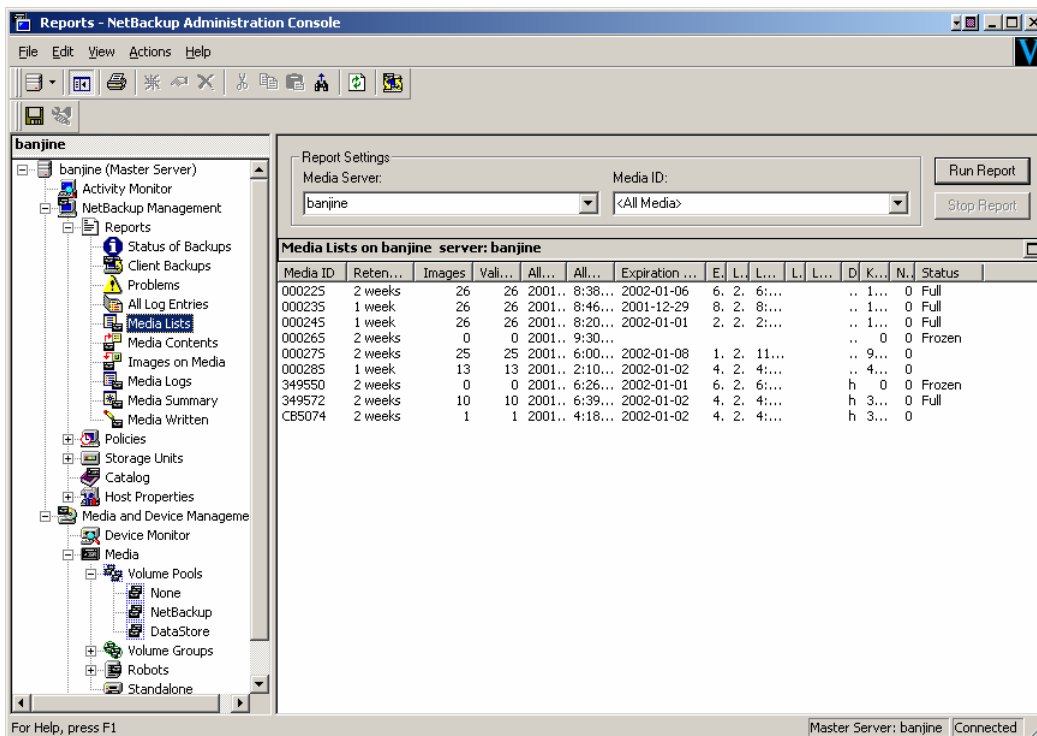 Reports - NetBackup Administration Console
File Edit View Actions Help
banjine
banjine (Master Server)
Activity Monitor
NetBackup Management
Reports
Status of Backups
Client Backups
Problems
All Log Entries
Media Lists
Media Contents
Images on Media
Media Logs
Media Summary
Media Written
Policies
Storage Units
Catalog
Host Properties
Media and Device Manageme
Device Monitor
Media
Volume Pools
None
NetBackup
DataStore
Volume Groups
Robots
Standalone
Report Settings
Media Server: Media ID:
banjine <All Media>
Run Report
Stop Report
Media Lists on banjine server: banjine
Media ID Reten... Images Vali... All... All... Expiration ... E. L.. L... L. L... D K... N. Status
000225 2 weeks 26 26 2001.. 8:38... 2002-01-06 6. 2. 6:... .. 1... 0 Full
000235 1 week 26 26 2001.. 8:46... 2001-12-29 8. 2. 8:... .. 1... 0 Full
000245 1 week 26 26 2001.. 8:20... 2002-01-01 2. 2. 2:... .. 1... 0 Full
000265 2 weeks 0 0 2001.. 9:30... .. 0 0 Frozen
000275 2 weeks 25 25 2001.. 6:00... 2002-01-08 1. 2. 11... .. 9... 0
000285 1 week 13 13 2001.. 2:10... 2002-01-02 4. 2. 4:... .. 4... 0
349550 2 weeks 0 0 2001.. 6:26... 2002-01-01 6. 2. 6:... h 0 0 Frozen
349572 2 weeks 10 10 2001.. 6:39... 2002-01-02 4. 2. 4:... h 3... 0 Full
CB5074 2 weeks 1 1 2001.. 4:18... 2002-01-02 4. 2. 4:... h 3... 0
For Help, press F1
Master Server: banjine Connected